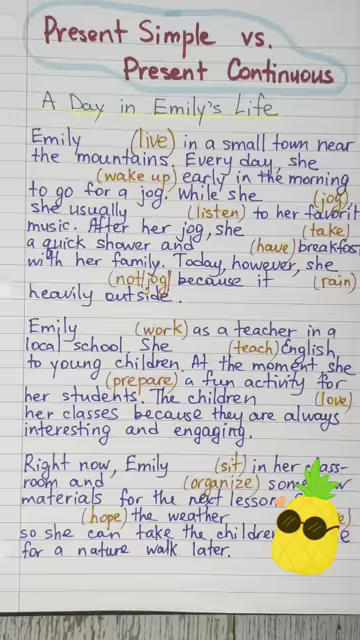 Present Simple vs.
Present Continuous
A Day in Emily's Life
Emily (live) in a small town near
the mountains. Every day, she
(wake up) early in the morning
to go for a jog. While she (jog),
she usually (listen) to her favorit
music. After her jog, she (take)
a quick shower and (have) breakfast
with her family. Today, however, she
(not/jog) because it (rain)
heavily outside.
Emily (work) as a teacher in a
local school. She (teach) English
to young children. At the moment she
(prepare) a fun activity for
her students. The children (love)
her classes because they are always
interesting and engaging.
Right now, Emily (sit) in her class-
room and (organize) some
materials for the next lesson.
(hope) the weather
so she can take the children
for a nature walk later.